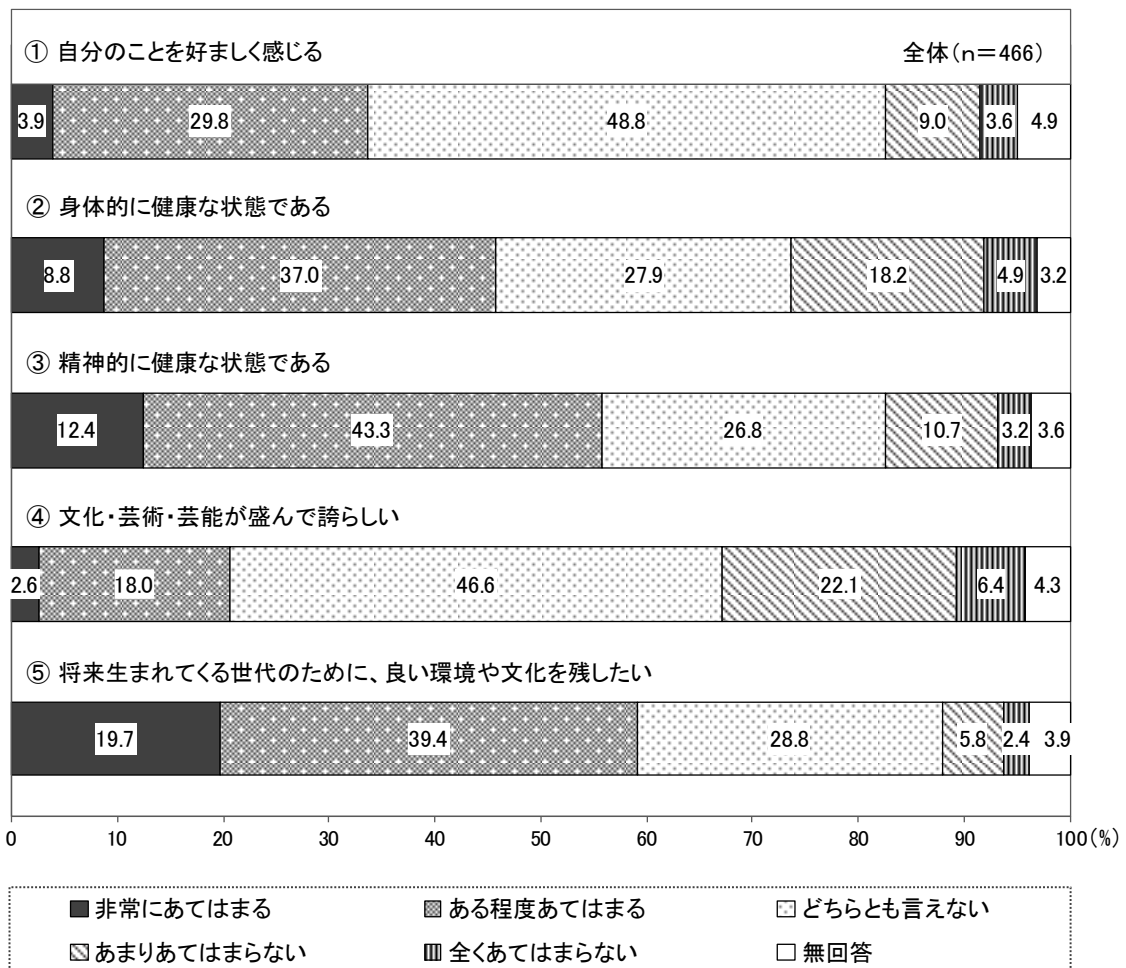 ① 自分のことを好ましく感じる 全体(n=466)
3.9 29.8 48.8 9.0 3.6 4.9
② 身体的に健康な状態である
8.8 37.0 27.9 18.2 4.9 3.2
③ 精神的に健康な状態である
12.4 43.3 26.8 10.7 3.2 3.6
④ 文化・芸術・芸能が盛んで誇らしい
2.6 18.0 46.6 22.1 6.4 4.3
⑤ 将来生まれてくる世代のために、良い環境や文化を残したい
19.7 39.4 28.8 5.8 2.4 3.9
0 10 20 30 40 50 60 70 80 90 100(%)
非常にあてはまる ある程度あてはまる どちらとも言えない
あまりあてはまらない 全くあてはまらない 無回答